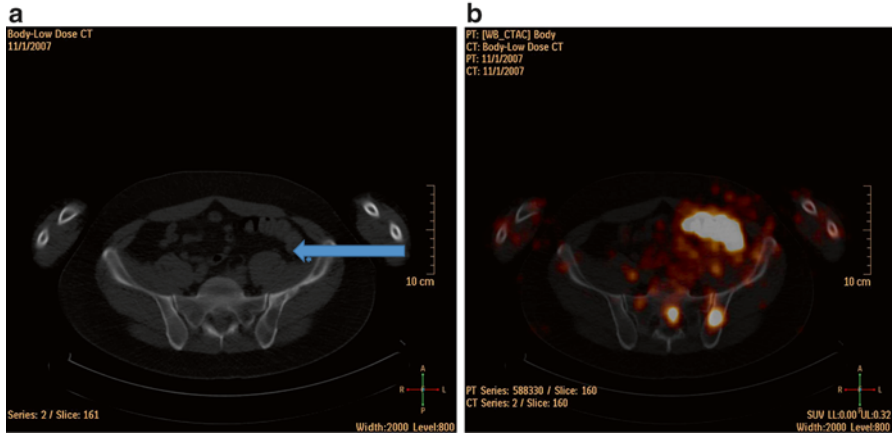 a
Body-Low Dose CT
11/1/2007
10 cm
A
R
L
P
Series: 2 / Slice: 161
Width:2000 Level:800
b
PT: [WB_CTAC] Body
CT: Body-Low Dose CT
PT: 11/1/2007
CT: 11/1/2007
10 cm
A
R
L
P
PT Series: 588330 / Slice: 160
CT Series: 2 / Slice: 160
SUV LL:0.00 UL:0.32
Width:2000 Level:800